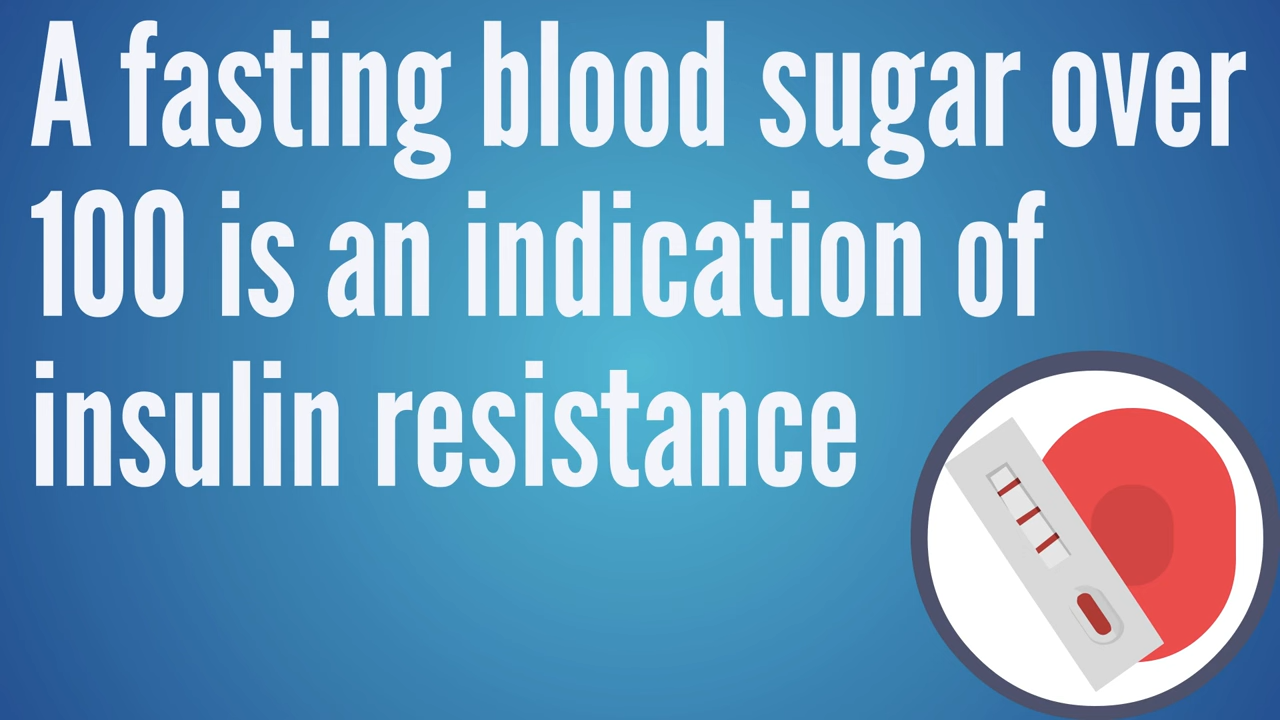 A fasting blood sugar over
100 is an indication of
insulin resistance